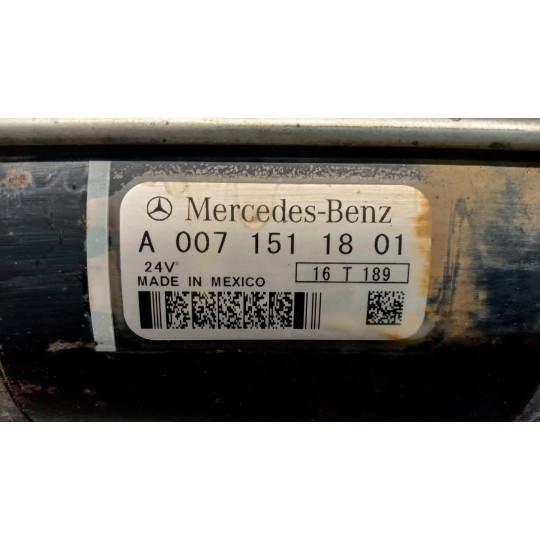 Mercedes-Benz
A 007 151 18 01
24V 16 T 189
MADE IN MEXICO